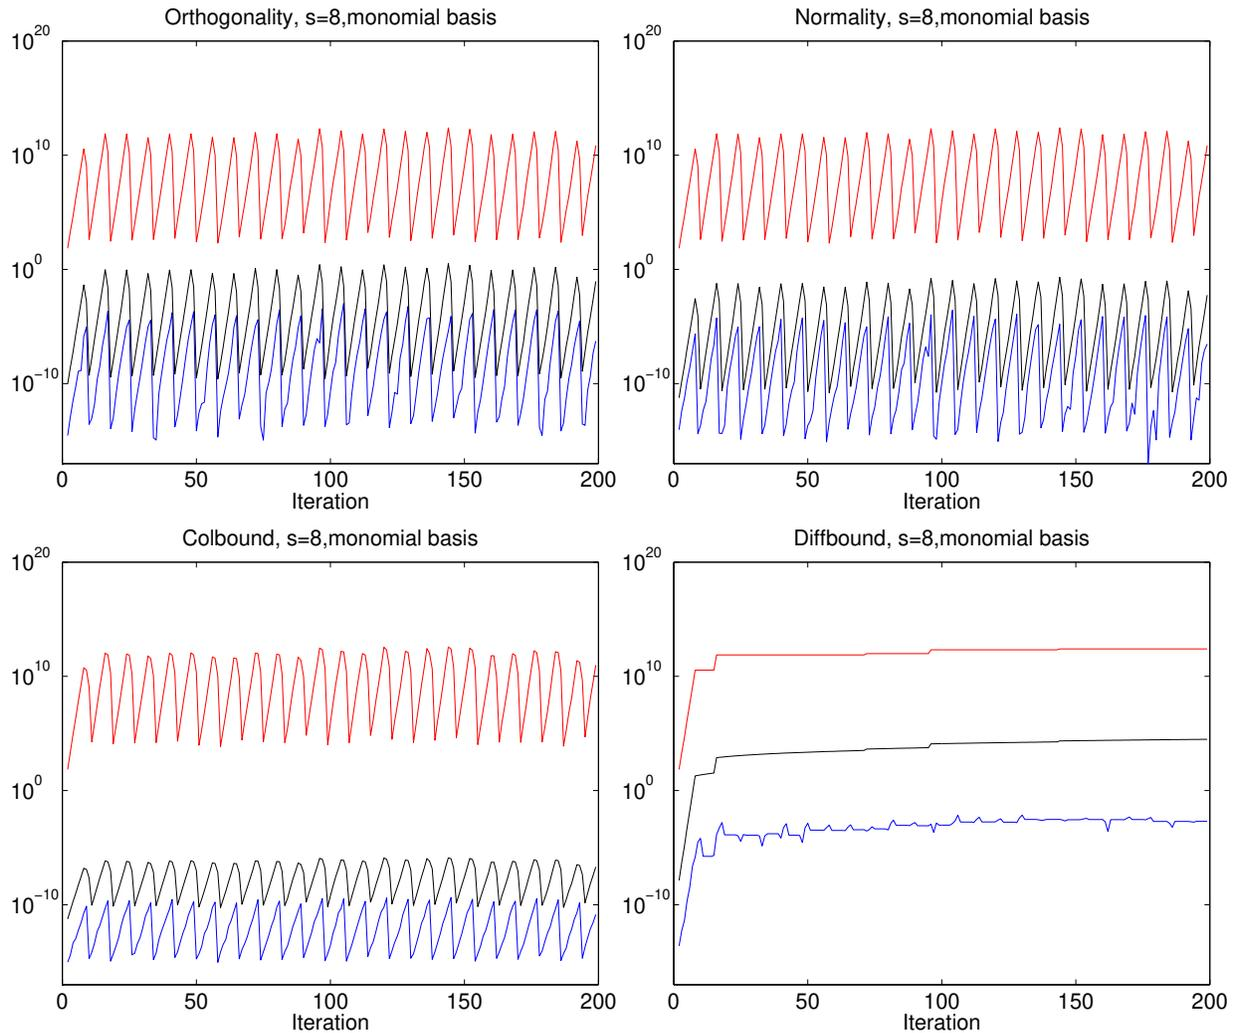 Orthogonality, s=8,monomial basis
10^20
10^10
10^0
10^−10
0 50 100 150 200
Iteration
Normality, s=8,monomial basis
10^20
10^10
10^0
10^−10
0 50 100 150 200
Iteration
Colbound, s=8,monomial basis
10^20
10^10
10^0
10^−10
0 50 100 150 200
Iteration
Diffbound, s=8,monomial basis
10^20
10^10
10^0
10^−10
0 50 100 150 200
Iteration